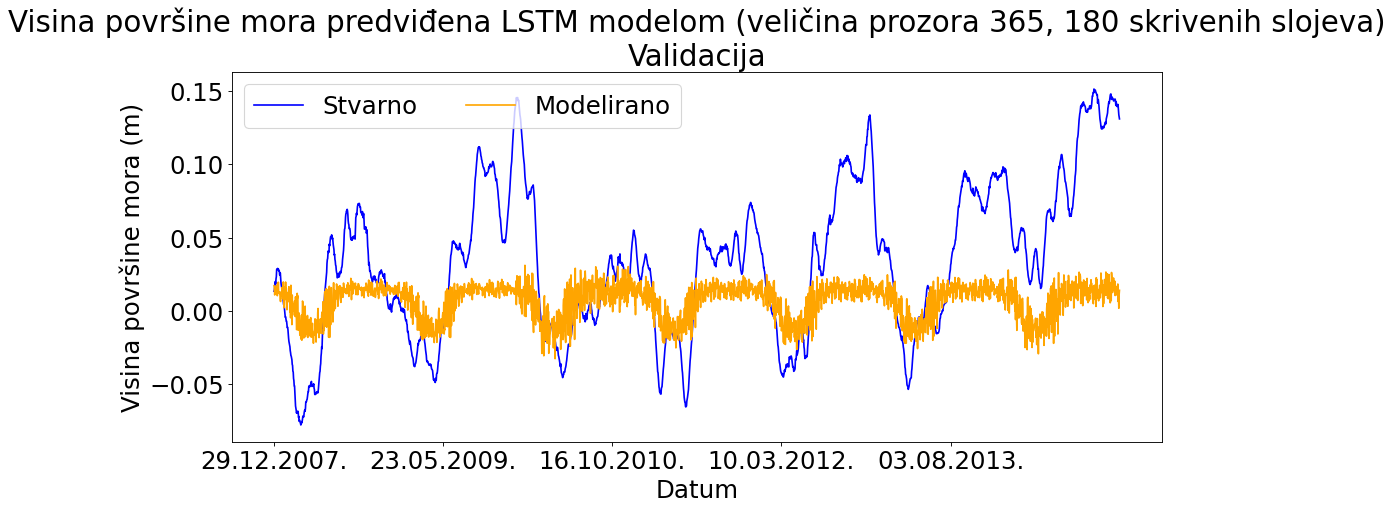 Visina površine mora predviđena LSTM modelom (veličina prozora 365, 180 skrivenih slojeva)
Validacija
Stvarno
Modelirano
Visina površine mora (m)
0.15
0.10
0.05
0.00
−0.05
29.12.2007.
23.05.2009.
16.10.2010.
10.03.2012.
03.08.2013.
Datum